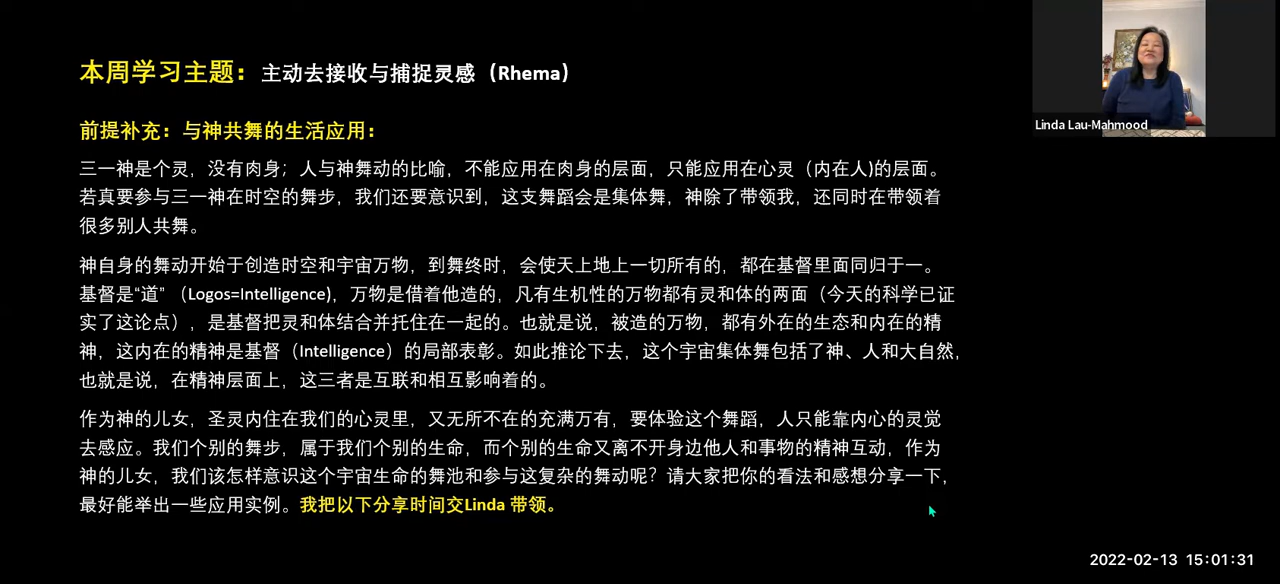 本周学习主题：主动去接收与捕捉灵感（Rhema）
前提补充：与神共舞的生活应用：
三一神是个灵，没有肉身；人与神舞动的比喻，不能应用在肉身的层面，只能应用在心灵（内在人)的层面。
若真要参与三一神在时空的舞步，我们还要意识到，这支舞蹈会是集体舞，神除了带领我，还同时在带领着
很多别人共舞。
神自身的舞动开始于创造时空和宇宙万物，到舞终时，会使天上地上一切所有的，都在基督里面同归于一。
基督是“道”（Logos=Intelligence)，万物是借着他造的，凡有生机性的万物都有灵和体的两面（今天的科学已证
实了这论点），是基督把灵和体结合并托住在一起的。也就是说，被造的万物，都有外在的生态和内在的精
神，这内在的精神是基督（Intelligence）的局部表彰。如此推论下去，这个宇宙集体舞包括了神、人和大自然，
也就是说，在精神层面上，这三者是互联和相互影响着的。
作为神的儿女，圣灵内住在我们的心灵里，又无所不在的充满万有，要体验这个舞蹈，人只能靠内心的灵觉
去感应。我们个别的舞步，属于我们个别的生命，而个别的生命又离不开身边他人和事物的精神互动，作为
神的儿女，我们该怎样意识这个宇宙生命的舞池和参与这复杂的舞动呢？请大家把你的看法和感想分享一下，
最好能举出一些应用实例。我把以下分享时间交Linda 带领。
Linda Lau-Mahmood
2022-02-13 15:01:31